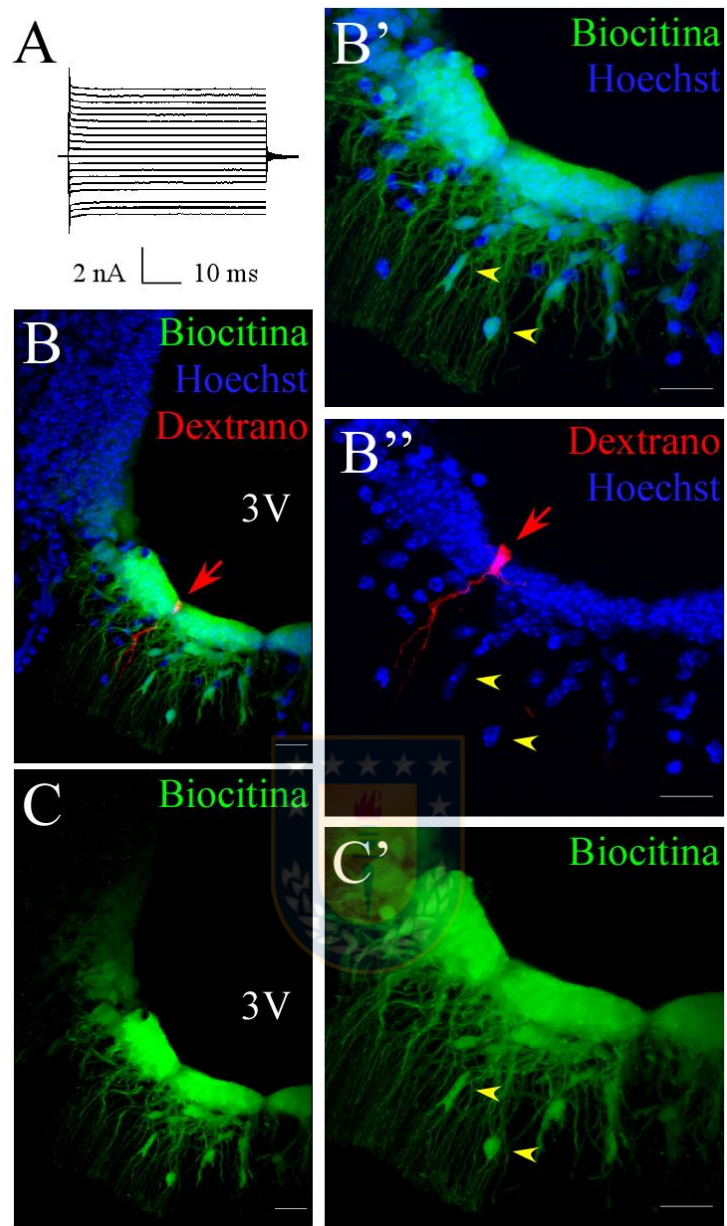 A
2 nA
10 ms
B
Biocitina
Hoechst
Dextrano
3V
C
Biocitina
3V
B’
Biocitina
Hoechst
B’’
Dextrano
Hoechst
C’
Biocitina